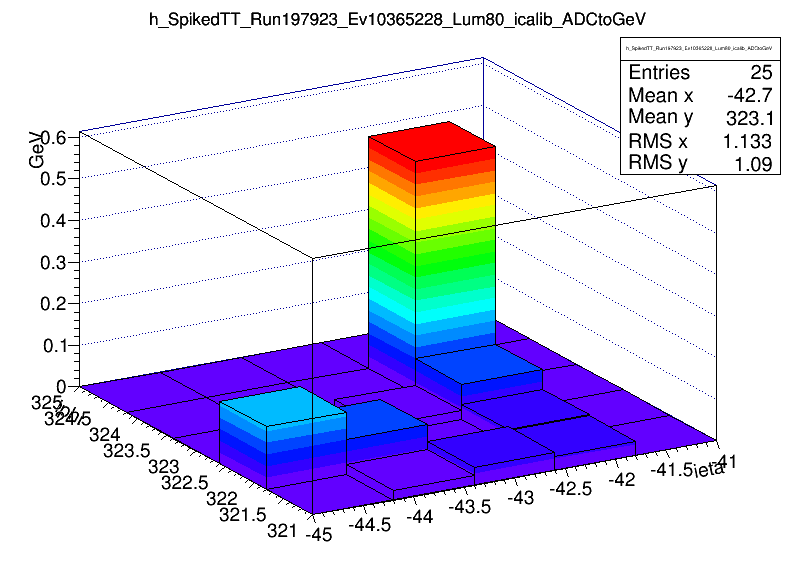 h_SpikedTT_Run197923_Ev10365228_Lum80_icalib_ADCtoGeV
h_SpikedTT_Run197923_Ev10365228_Lum80_icalib_ADCtoGeV
Entries 25
Mean x -42.7
Mean y 323.1
RMS x 1.133
RMS y 1.09
GeV
0.6
0.5
0.4
0.3
0.2
0.1
0
325
324.5
324
323.5
323
322.5
322
321.5
321
-45
-44.5
-44
-43.5
-43
-42.5
-42
-41.5
-41
ieta